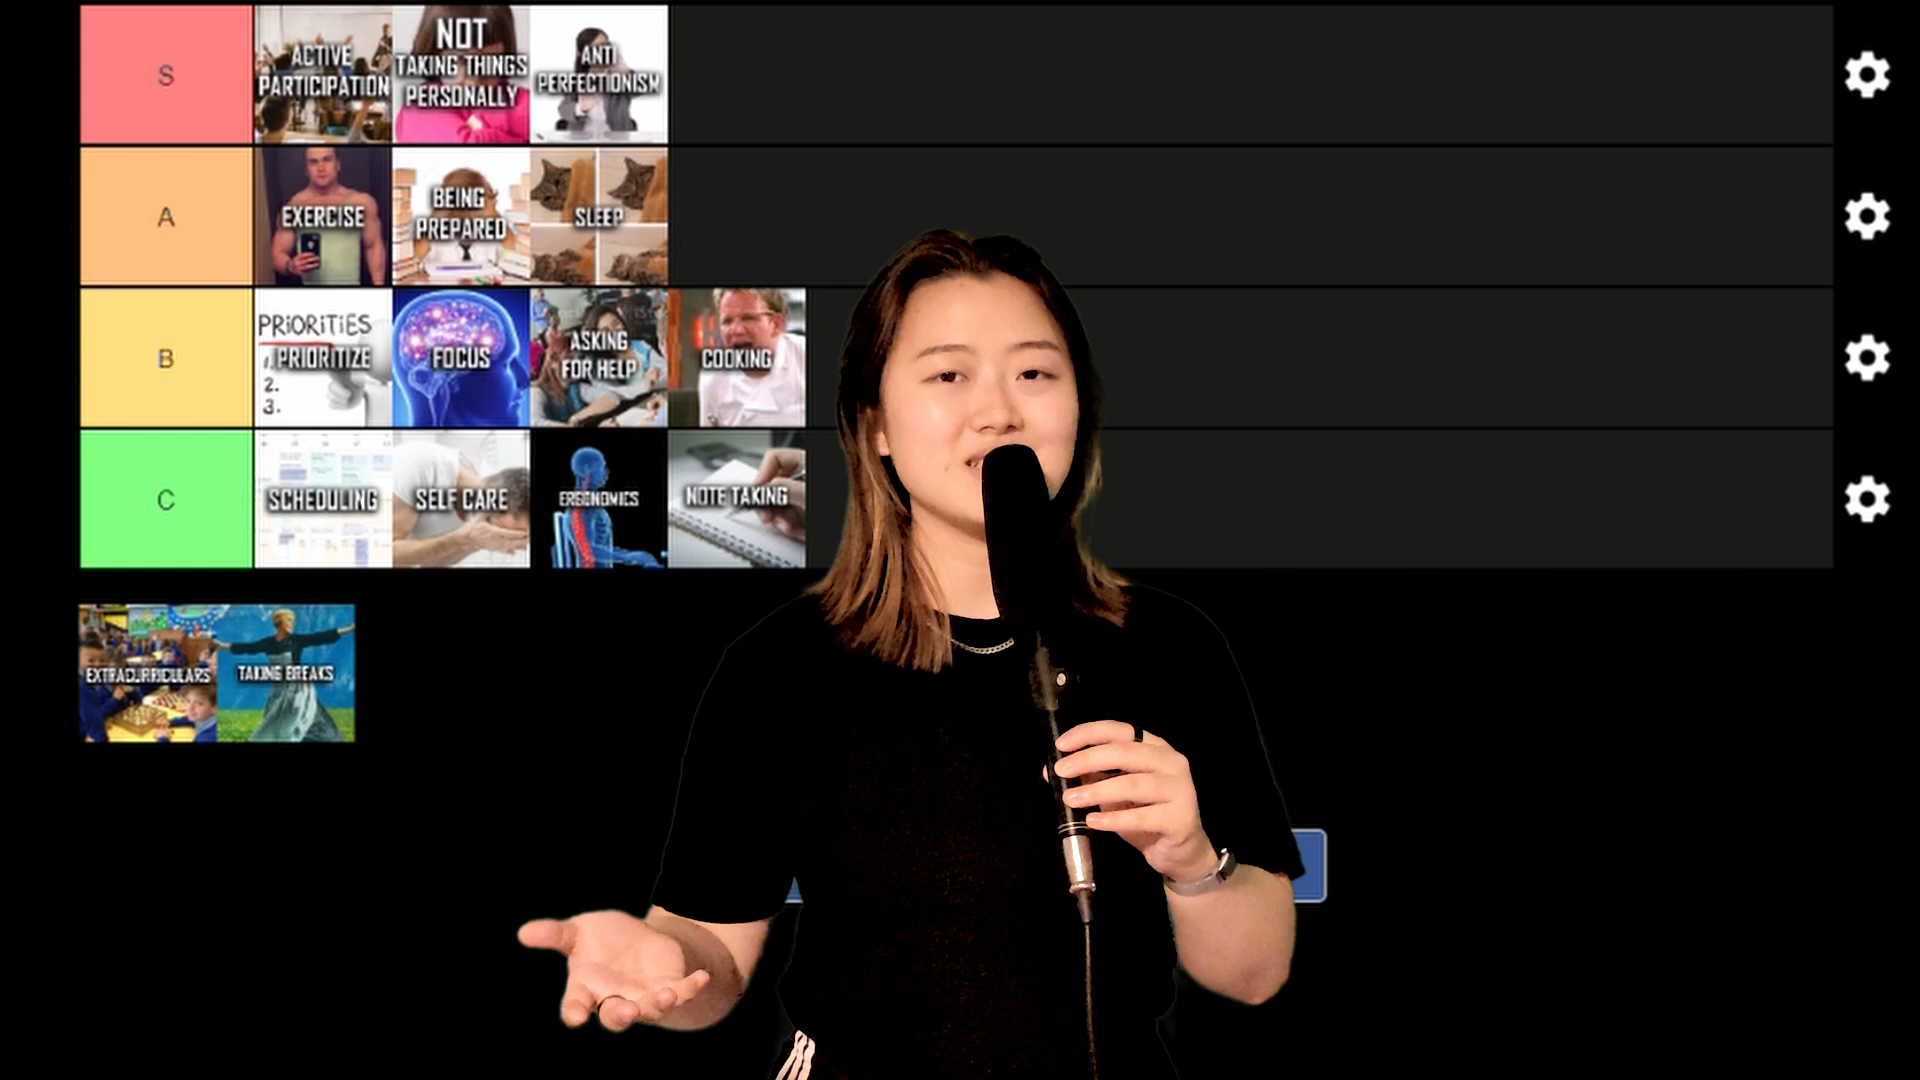 S
ACTIVE
PARTICIPATION
NOT
TAKING THINGS
PERSONALLY
ANTI
PERFECTIONISM
A
EXERCISE
BEING
PREPARED
SLEEP
B
PRIORITIES
1. PRIORITIZE
2.
3.
FOCUS
ASKING
FOR HELP
COOKING
C
SCHEDULING
SELF CARE
ERGONOMICS
NOTE TAKING
EXTRACURRICULARS
TAKING BREAKS